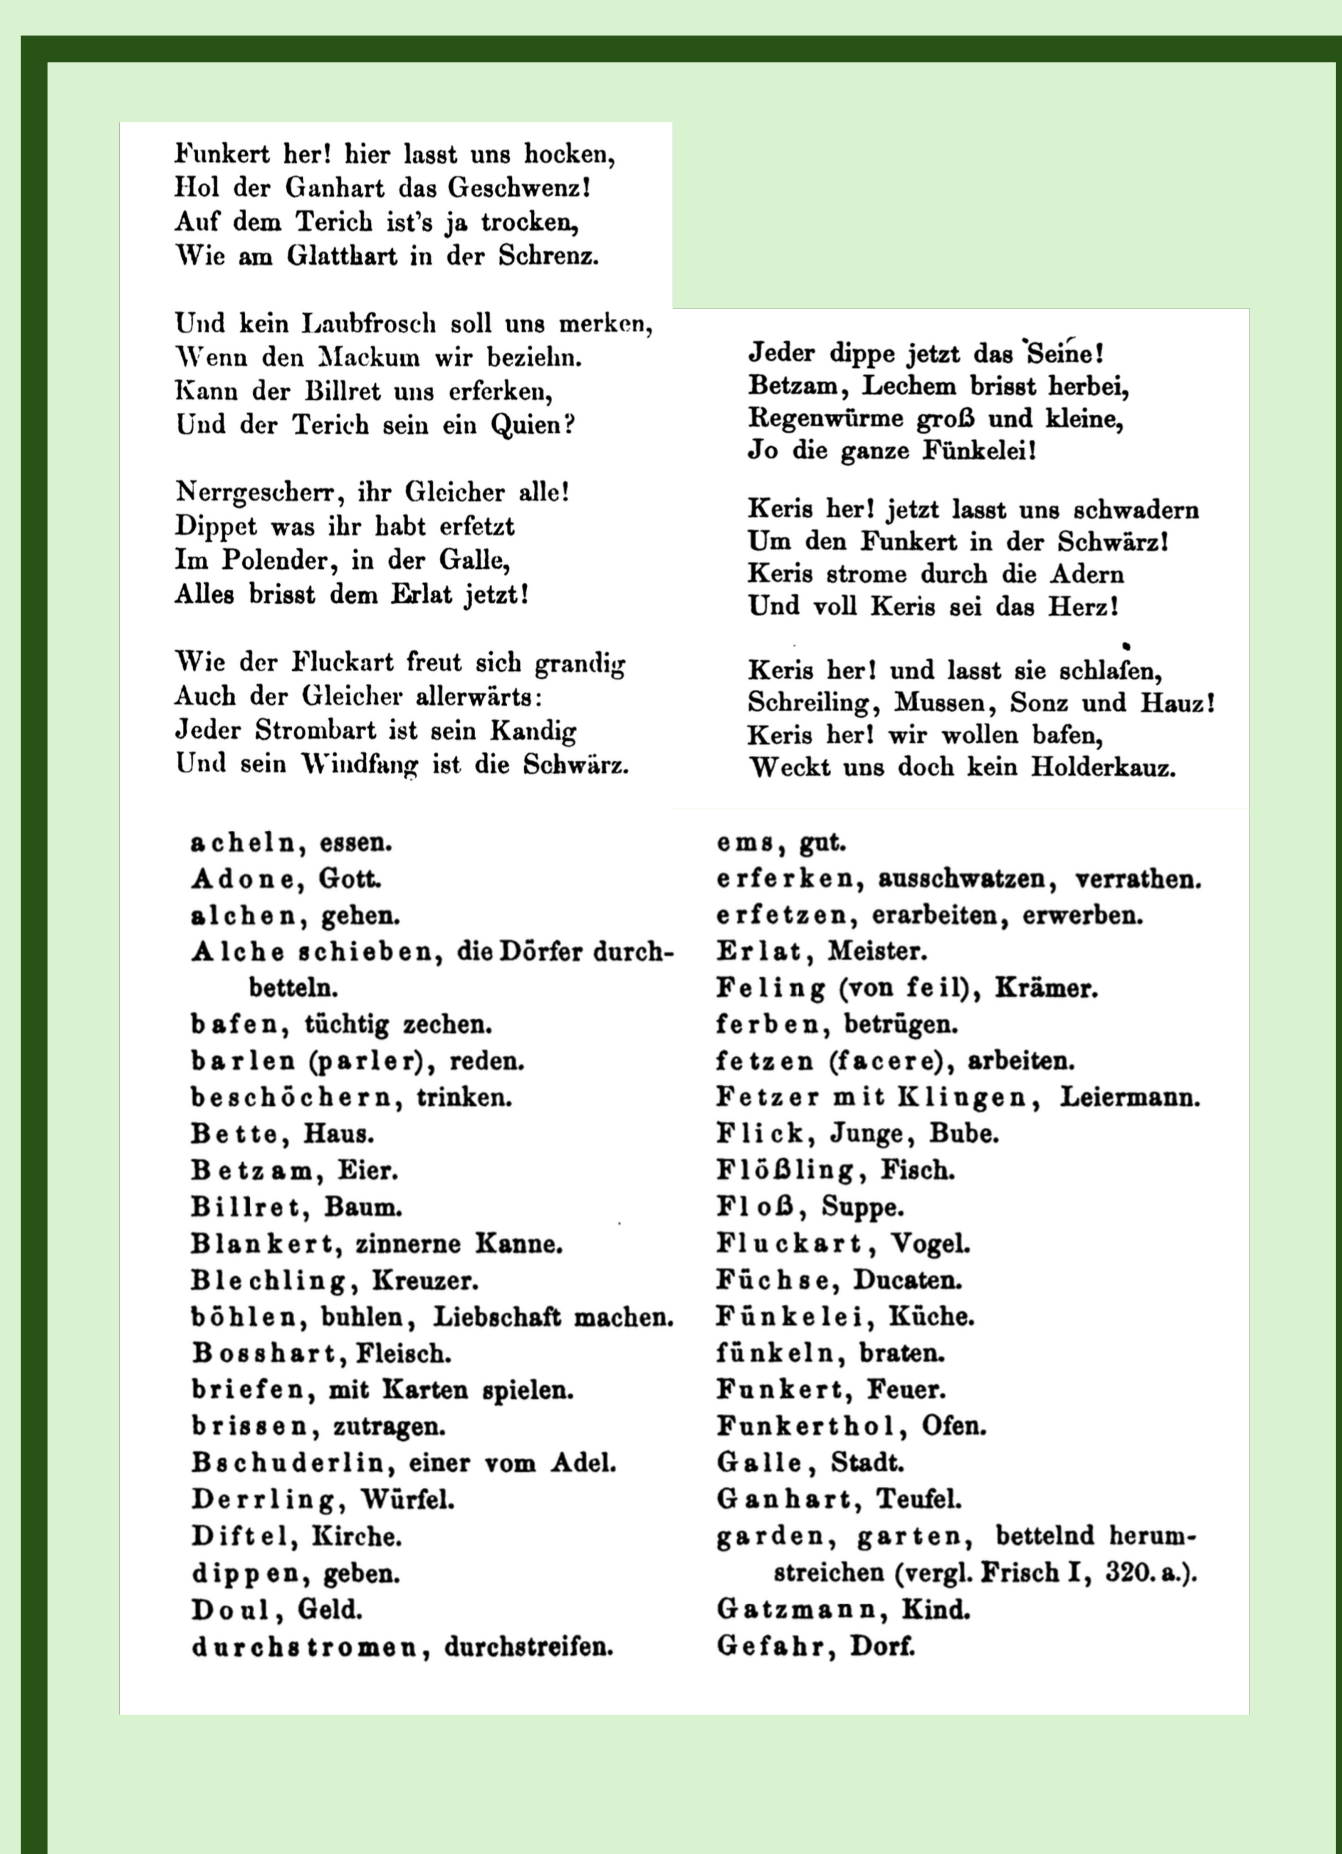 Funkert her! hier lasst uns hocken,
Hol der Ganhart das Geschwenz!
Auf dem Terich ist's ja trocken,
Wie am Glatthart in der Schrenz.
Und kein Laubfrosch soll uns merken,
Wenn den Mackum wir beziehn.
Kann der Billret uns erferken,
Und der Terich sein ein Quien?
Nerrgescherr, ihr Gleicher alle!
Dippet was ihr habt erfetzt
Im Polender, in der Galle,
Alles brisst dem Erlat jetzt!
Wie der Fluckart freut sich grandig
Auch der Gleicher allerwärts:
Jeder Strombart ist sein Kandig
Und sein Windfang ist die Schwärz.
Jeder dippe jetzt das Seine!
Betzam, Lechem brisst herbei,
Regenwürme groß und kleine,
Jo die ganze Fünkelei!
Keris her! jetzt lasst uns schwadern
Um den Funkert in der Schwärz!
Keris strome durch die Adern
Und voll Keris sei das Herz!
Keris her! und lasst sie schlafen,
Schreiling, Mussen, Sonz und Hauz!
Keris her! wir wollen bafen,
Weckt uns doch kein Holderkauz.
acheln, essen.
Adone, Gott.
alchen, gehen.
Alche schieben, die Dörfer durch-
betteln.
bafen, tüchtig zechen.
barlen (parler), reden.
beschöchern, trinken.
Bette, Haus.
Betzam, Eier.
Billret, Baum.
Blankert, zinnerne Kanne.
Blechling, Kreuzer.
böhlen, buhlen, Liebschaft machen.
Bosshart, Fleisch.
briefen, mit Karten spielen.
brissen, zutragen.
Bschuderlin, einer vom Adel.
Derrling, Würfel.
Diftel, Kirche.
dippen, geben.
Doul, Geld.
durchstromen, durchstreifen.
ems, gut.
erferken, ausschwatzen, verrathen.
erfetzen, erarbeiten, erwerben.
Erlat, Meister.
Feling (von feil), Krämer.
ferben, betrügen.
fetzen (facere), arbeiten.
Fetzer mit Klingen, Leiermann.
Flick, Junge, Bube.
Flößling, Fisch.
Floß, Suppe.
Fluckart, Vogel.
Füchse, Ducaten.
Fünkelei, Küche.
fünkeln, braten.
Funkert, Feuer.
Funkerthol, Ofen.
Galle, Stadt.
Ganhart, Teufel.
garden, garten, bettelnd herum-
streichen (vergl. Frisch I, 320. a.).
Gatzmann, Kind.
Gefahr, Dorf.